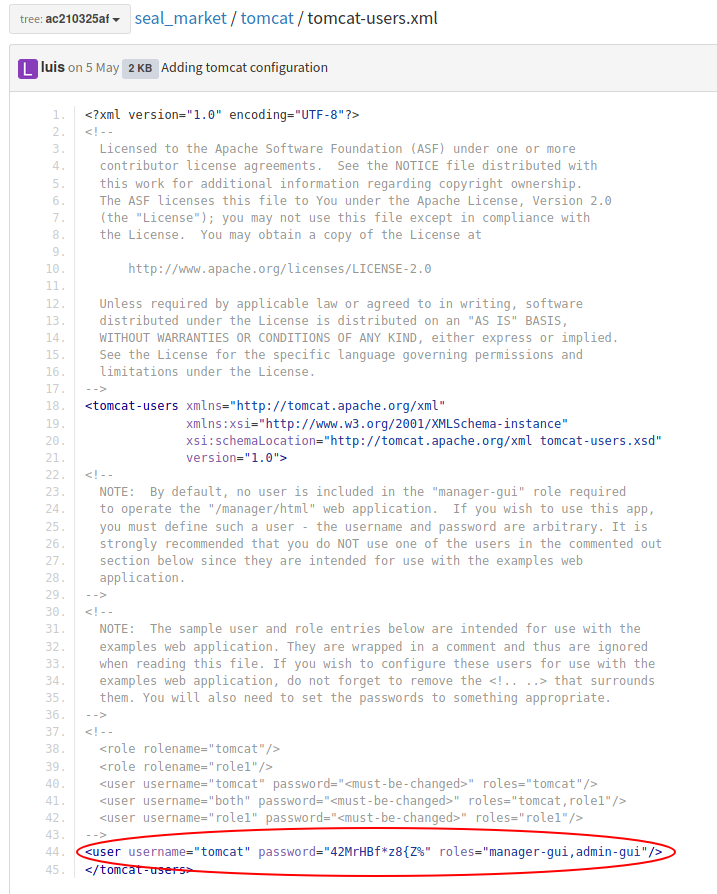 tree: ac210325af seal_market / tomcat / tomcat-users.xml
L luis on 5 May 2 KB Adding tomcat configuration
1. <?xml version="1.0" encoding="UTF-8"?>
2. <!--
3.   Licensed to the Apache Software Foundation (ASF) under one or more
4.   contributor license agreements.  See the NOTICE file distributed with
5.   this work for additional information regarding copyright ownership.
6.   The ASF licenses this file to You under the Apache License, Version 2.0
7.   (the "License"); you may not use this file except in compliance with
8.   the License.  You may obtain a copy of the License at
9.
10.       http://www.apache.org/licenses/LICENSE-2.0
11.
12.   Unless required by applicable law or agreed to in writing, software
13.   distributed under the License is distributed on an "AS IS" BASIS,
14.   WITHOUT WARRANTIES OR CONDITIONS OF ANY KIND, either express or implied.
15.   See the License for the specific language governing permissions and
16.   limitations under the License.
17. -->
18. <tomcat-users xmlns="http://tomcat.apache.org/xml"
19.               xmlns:xsi="http://www.w3.org/2001/XMLSchema-instance"
20.               xsi:schemaLocation="http://tomcat.apache.org/xml tomcat-users.xsd"
21.               version="1.0">
22. <!--
23.   NOTE:  By default, no user is included in the "manager-gui" role required
24.   to operate the "/manager/html" web application.  If you wish to use this app,
25.   you must define such a user - the username and password are arbitrary. It is
26.   strongly recommended that you do NOT use one of the users in the commented out
27.   section below since they are intended for use with the examples web
28.   application.
29. -->
30. <!--
31.   NOTE:  The sample user and role entries below are intended for use with the
32.   examples web application. They are wrapped in a comment and thus are ignored
33.   when reading this file. If you wish to configure these users for use with the
34.   examples web application, do not forget to remove the <!.. ..> that surrounds
35.   them. You will also need to set the passwords to something appropriate.
36. -->
37. <!--
38.   <role rolename="tomcat"/>
39.   <role rolename="role1"/>
40.   <user username="tomcat" password="<must-be-changed>" roles="tomcat"/>
41.   <user username="both" password="<must-be-changed>" roles="tomcat,role1"/>
42.   <user username="role1" password="<must-be-changed>" roles="role1"/>
43. -->
44. <user username="tomcat" password="42MrHBf*z8{Z%" roles="manager-gui,admin-gui"/>
45. </tomcat-users>